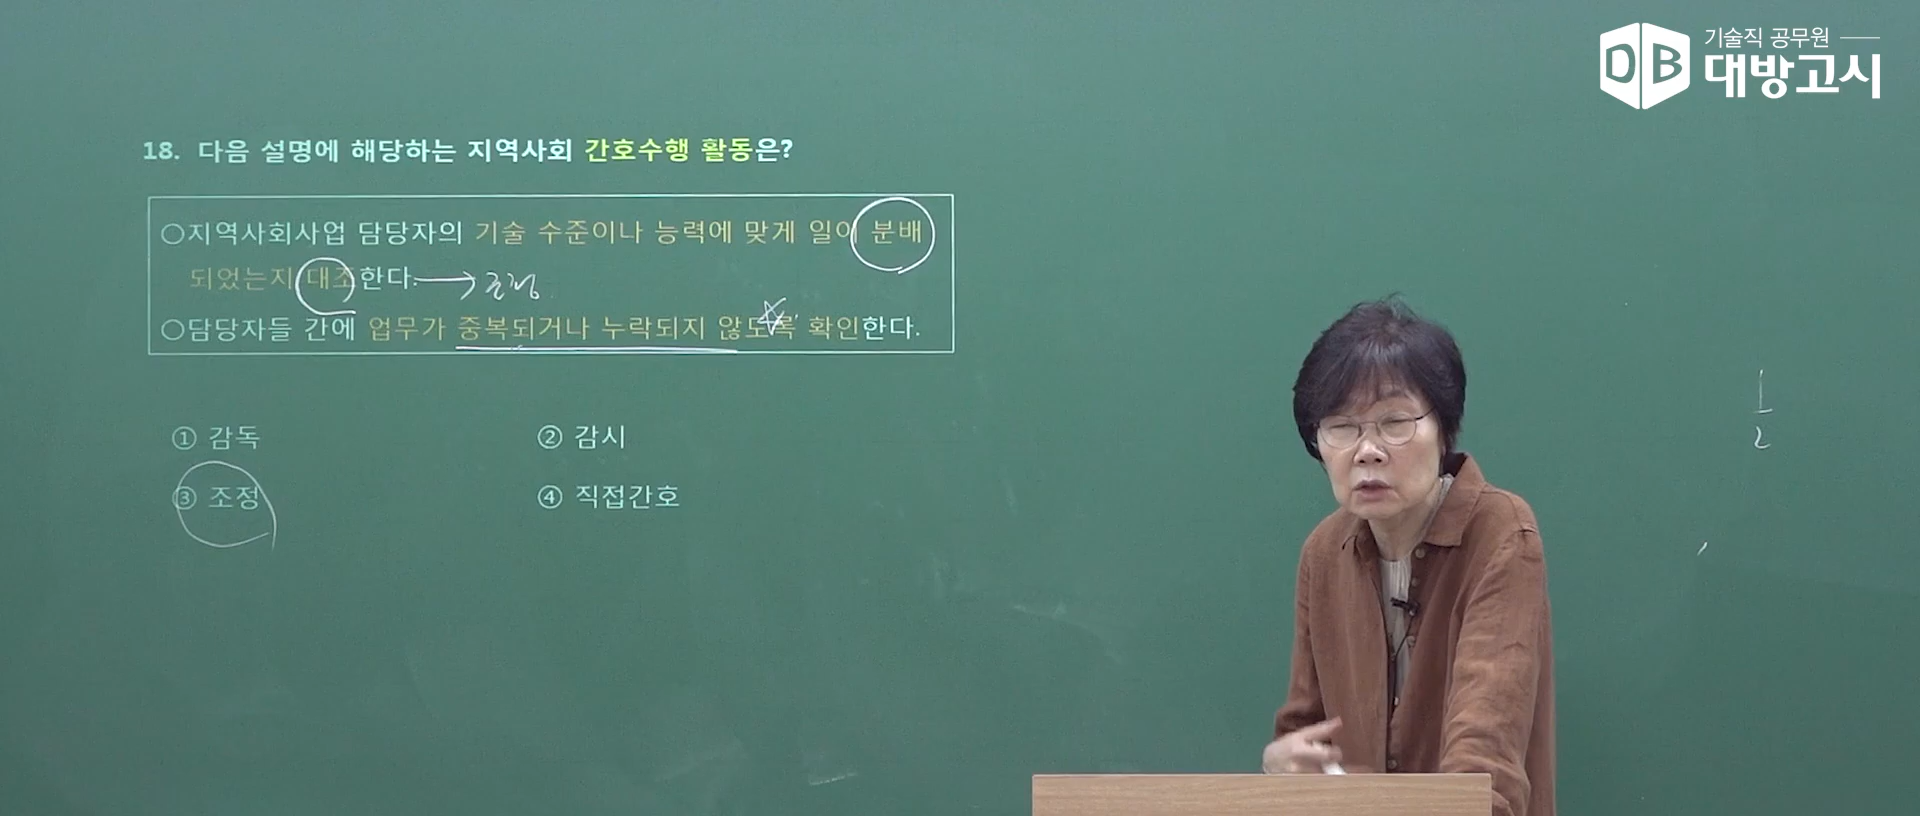 기술직 공무원
DB 대방고시
18. 다음 설명에 해당하는 지역사회 간호수행 활동은?
○지역사회사업 담당자의 기술 수준이나 능력에 맞게 일이 분배
되었는지 대조한다. → 조정
○담당자들 간에 업무가 중복되거나 누락되지 않도록 확인한다.
① 감독 ② 감시
③ 조정 ④ 직접간호
1
2